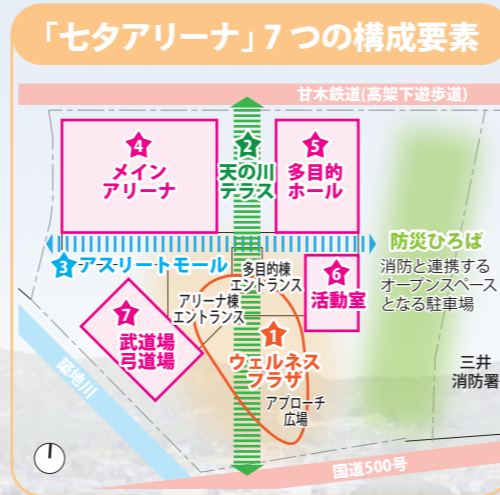 「七夕アリーナ」7つの構成要素
甘木鉄道(高架下遊歩道)
4
メイン
アリーナ
2
天の川
テラス
5
多目的
ホール
3 アスリートモール
防災ひろば
消防と連携する
オープンスペース
となる駐車場
多目的棟
エントランス
アリーナ棟
エントランス
6
活動室
7
武道場
弓道場
1
ウェルネス
プラザ
アプローチ
広場
三井
消防署
築地川
国道500号